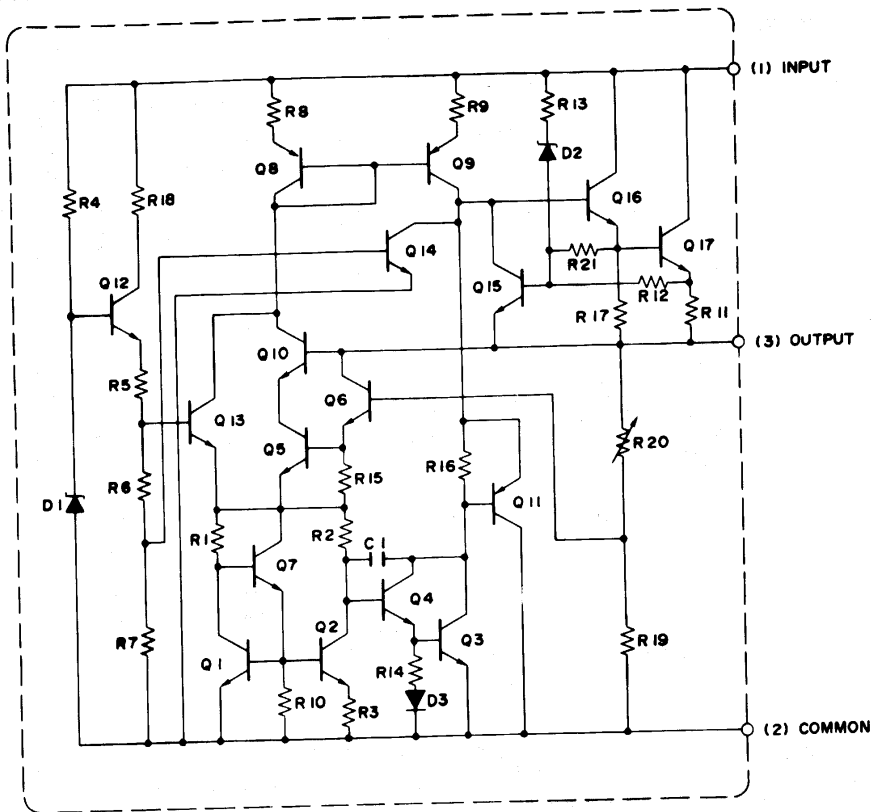 (1) INPUT
R8
R9
R13
D2
Q8
Q9
Q16
R4
R18
Q14
Q17
R21
Q12
Q15
R12
R17
R11
(3) OUTPUT
Q10
R5
Q6
Q13
Q5
R20
R15
R16
R6
D1
Q11
R1
R2
C1
Q7
Q4
Q2
R7
Q3
R19
Q1
R14
R10
R3
D3
(2) COMMON